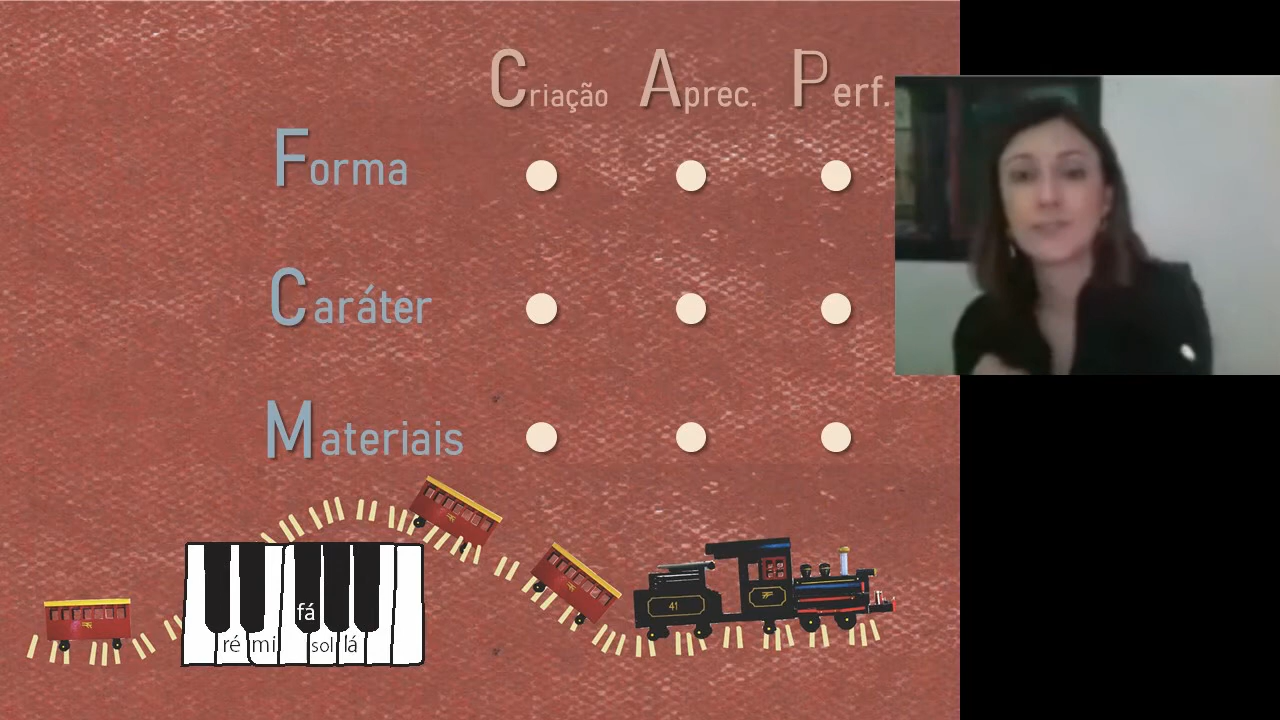 Criação Aprec. Perf.
Forma
Caráter
Materiais
fá
ré mi sol lá
41